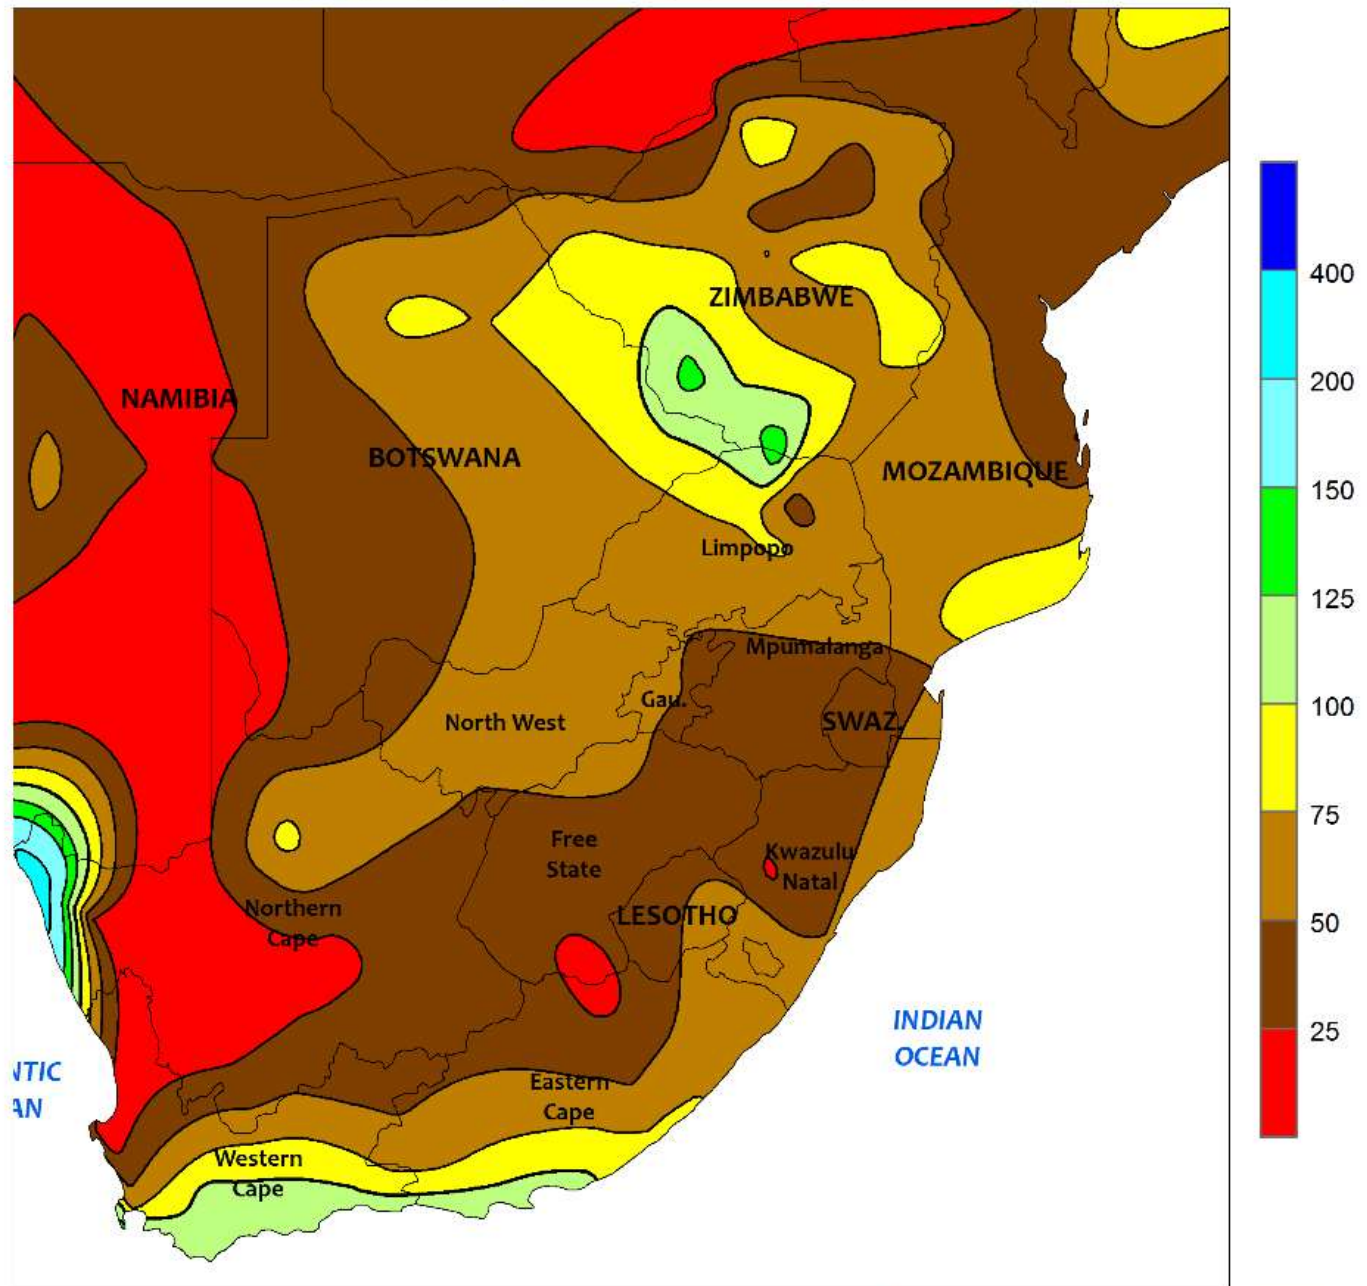 ZIMBABWE
NAMIBIA
BOTSWANA
MOZAMBIQUE
Limpopo
Mpumalanga
Gau.
North West
SWAZ.
Free
State
Kwazulu
Natal
Northern
Cape
LESOTHO
INDIAN
OCEAN
NTIC
AN
Eastern
Cape
Western
Cape
400
200
150
125
100
75
50
25